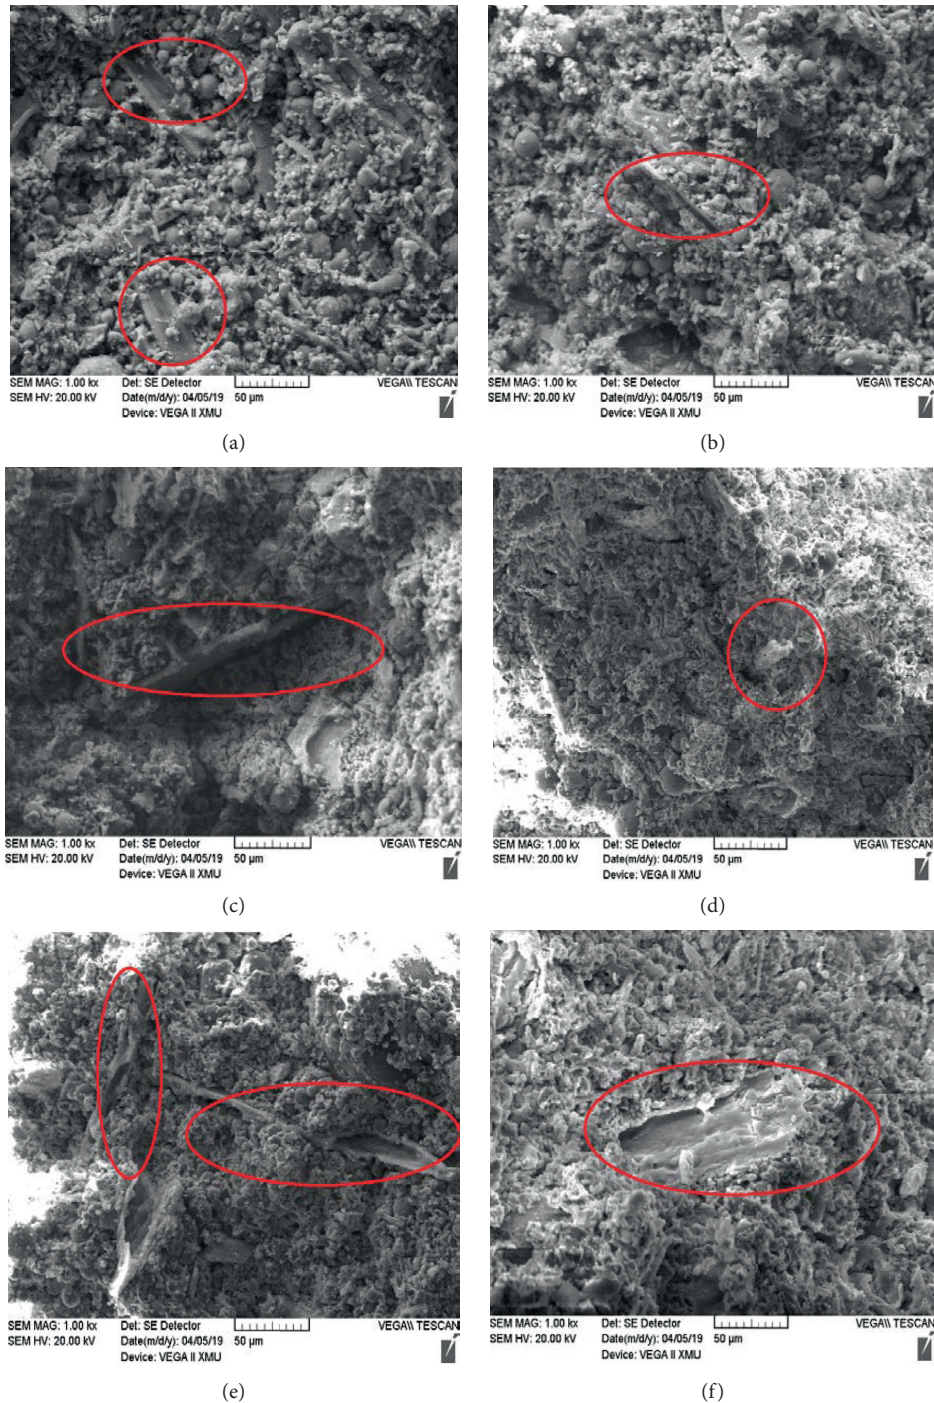 SEM MAG: 1.00 kx Det: SE Detector VEGA\\ TESCAN
SEM HV: 20.00 kV Date(m/d/y): 04/05/19 50 µm
Device: VEGA II XMU
(a)
SEM MAG: 1.00 kx Det: SE Detector VEGA\\ TESCAN
SEM HV: 20.00 kV Date(m/d/y): 04/05/19 50 µm
Device: VEGA II XMU
(b)
SEM MAG: 1.00 kx Det: SE Detector VEGA\\ TESCAN
SEM HV: 20.00 kV Date(m/d/y): 04/05/19 50 µm
Device: VEGA II XMU
(c)
SEM MAG: 1.00 kx Det: SE Detector VEGA\\ TESCAN
SEM HV: 20.00 kV Date(m/d/y): 04/05/19 50 µm
Device: VEGA II XMU
(d)
SEM MAG: 1.00 kx Det: SE Detector VEGA\\ TESCAN
SEM HV: 20.00 kV Date(m/d/y): 04/05/19 50 µm
Device: VEGA II XMU
(e)
SEM MAG: 1.00 kx Det: SE Detector VEGA\\ TESCAN
SEM HV: 20.00 kV Date(m/d/y): 04/05/19 50 µm
Device: VEGA II XMU
(f)